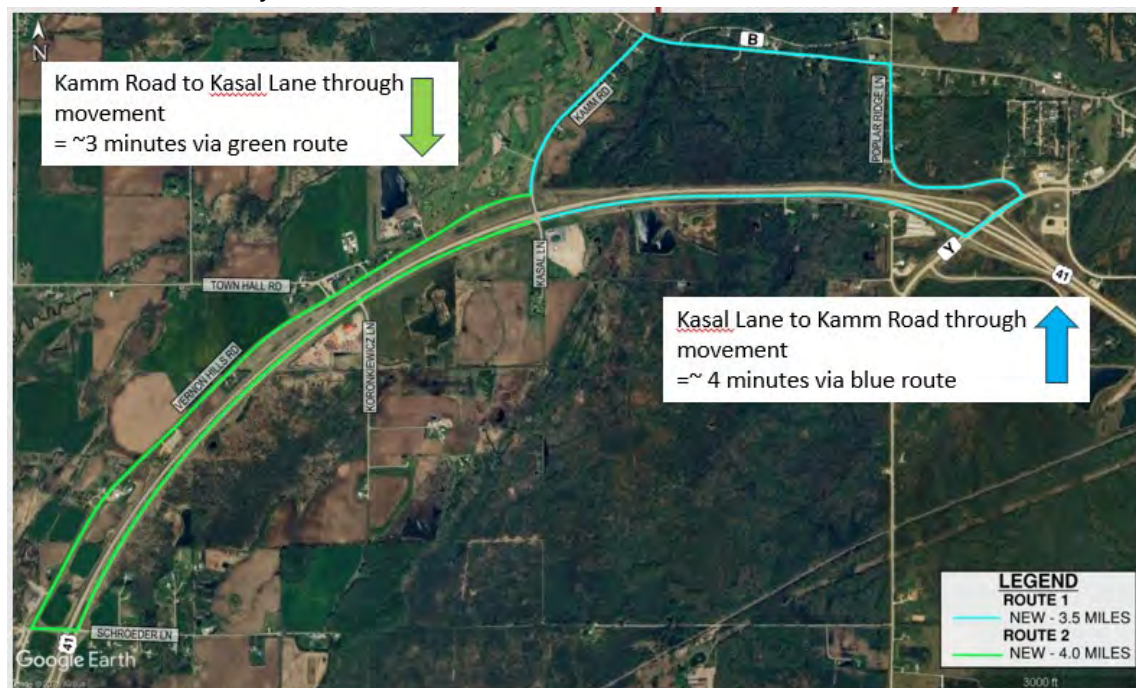 N
Kamm Road to Kasal Lane through
movement
= ~3 minutes via green route
B
KAMM RD
POPLAR RIDGE LN
KASAL LN
Y
41
TOWN HALL RD
KORONKIEWICZ LN
VERNON HILLS RD
Kasal Lane to Kamm Road through
movement
=~ 4 minutes via blue route
LEGEND
ROUTE 1
NEW - 3.5 MILES
ROUTE 2
NEW - 4.0 MILES
SCHROEDER LN
41
Google Earth
3000 ft